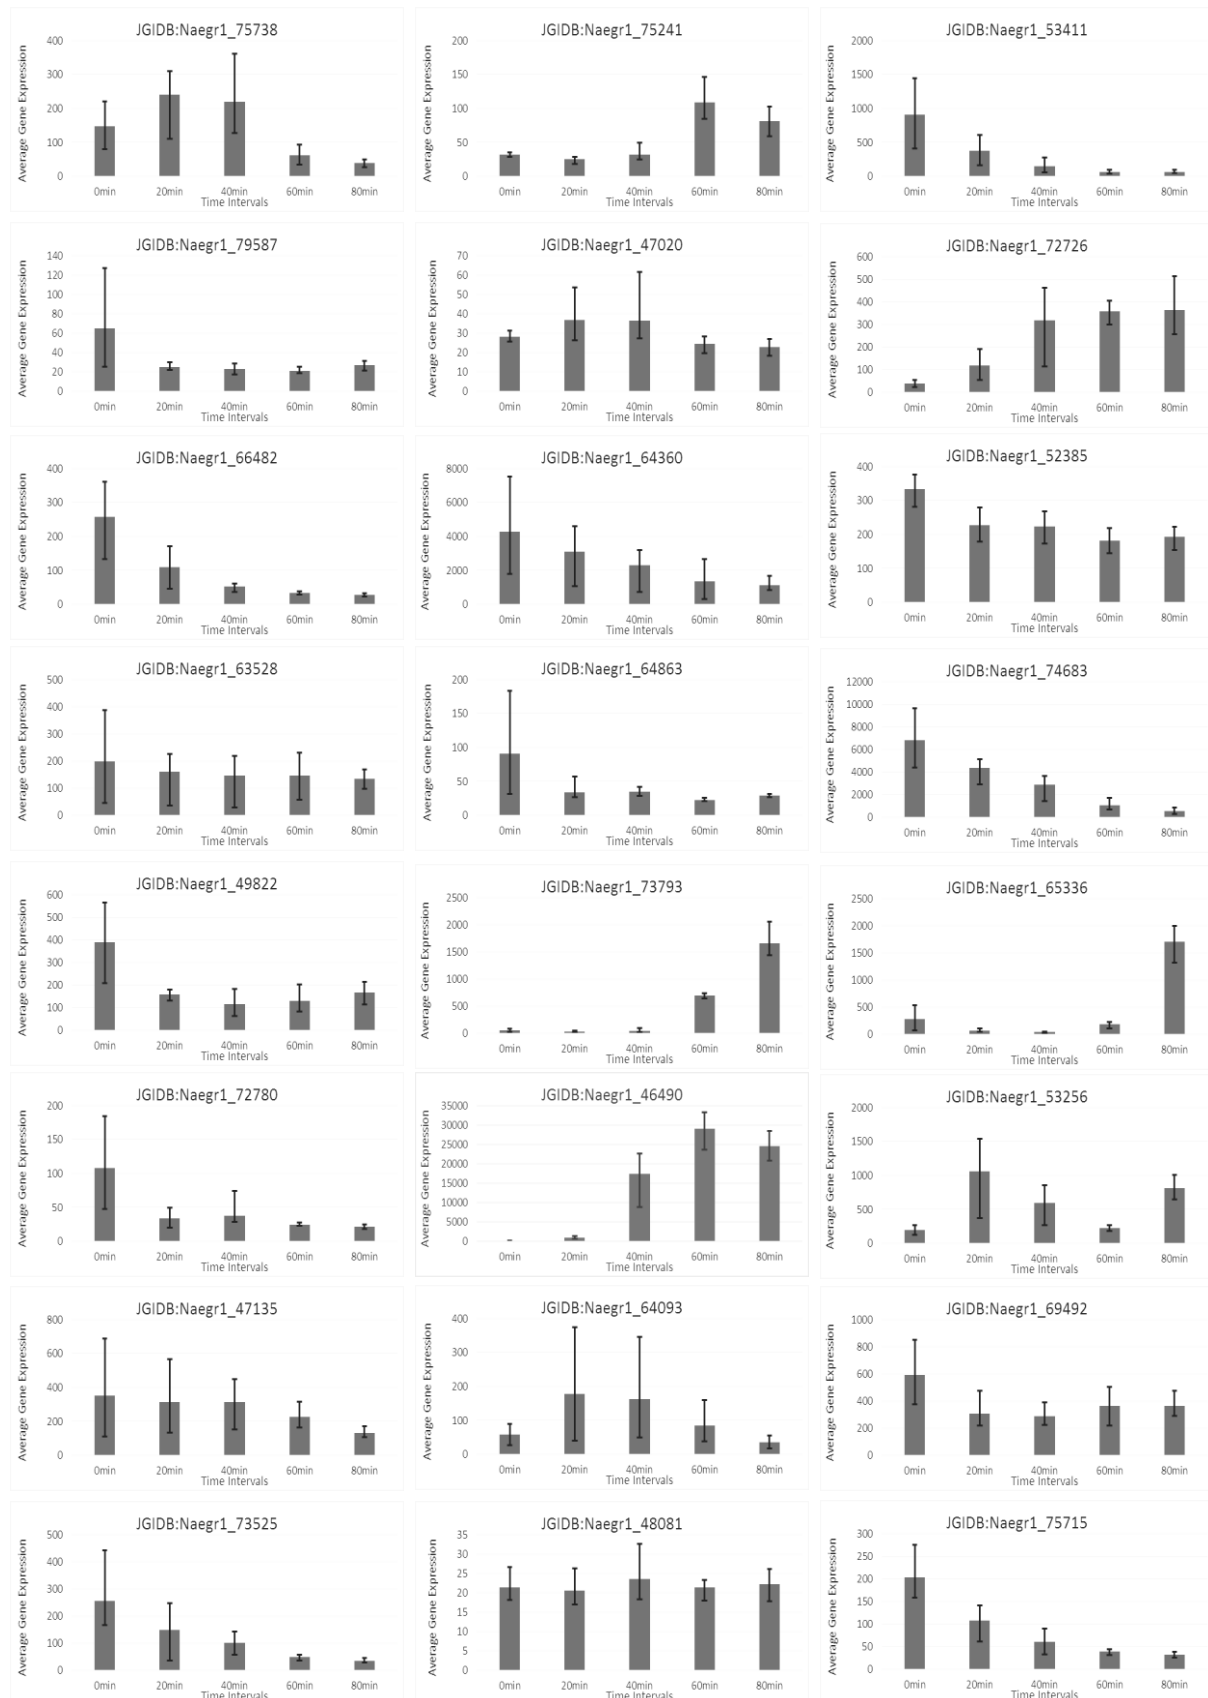 JGIDB:Naegr1_75738
Average Gene Expression
400
300
200
100
0
0min 20min 40min 60min 80min
Time Intervals
JGIDB:Naegr1_75241
Average Gene Expression
200
150
100
50
0
0min 20min 40min 60min 80min
Time Intervals
JGIDB:Naegr1_53411
Average Gene Expression
2000
1500
1000
500
0
0min 20min 40min 60min 80min
Time Intervals
JGIDB:Naegr1_79587
Average Gene Expression
140
120
100
80
60
40
20
0
0min 20min 40min 60min 80min
Time Intervals
JGIDB:Naegr1_47020
Average Gene Expression
70
60
50
40
30
20
10
0
0min 20min 40min 60min 80min
Time Intervals
JGIDB:Naegr1_72726
Average Gene Expression
600
500
400
300
200
100
0
0min 20min 40min 60min 80min
Time Intervals
JGIDB:Naegr1_66482
Average Gene Expression
400
300
200
100
0
0min 20min 40min 60min 80min
Time Intervals
JGIDB:Naegr1_64360
Average Gene Expression
8000
6000
4000
2000
0
0min 20min 40min 60min 80min
Time Intervals
JGIDB:Naegr1_52385
Average Gene Expression
400
300
200
100
0
0min 20min 40min 60min 80min
Time Intervals
JGIDB:Naegr1_63528
Average Gene Expression
500
400
300
200
100
0
0min 20min 40min 60min 80min
Time Intervals
JGIDB:Naegr1_64863
Average Gene Expression
200
150
100
50
0
0min 20min 40min 60min 80min
Time Intervals
JGIDB:Naegr1_74683
Average Gene Expression
12000
10000
8000
6000
4000
2000
0
0min 20min 40min 60min 80min
Time Intervals
JGIDB:Naegr1_49822
Average Gene Expression
600
500
400
300
200
100
0
0min 20min 40min 60min 80min
Time Intervals
JGIDB:Naegr1_73793
Average Gene Expression
2500
2000
1500
1000
500
0
0min 20min 40min 60min 80min
Time Intervals
JGIDB:Naegr1_65336
Average Gene Expression
2500
2000
1500
1000
500
0
0min 20min 40min 60min 80min
Time Intervals
JGIDB:Naegr1_72780
Average Gene Expression
200
150
100
50
0
0min 20min 40min 60min 80min
Time Intervals
JGIDB:Naegr1_46490
Average Gene Expression
35000
30000
25000
20000
15000
10000
5000
0
0min 20min 40min 60min 80min
Time Intervals
JGIDB:Naegr1_53256
Average Gene Expression
2000
1500
1000
500
0
0min 20min 40min 60min 80min
Time Intervals
JGIDB:Naegr1_47135
Average Gene Expression
800
600
400
200
0
0min 20min 40min 60min 80min
Time Intervals
JGIDB:Naegr1_64093
Average Gene Expression
400
300
200
100
0
0min 20min 40min 60min 80min
Time Intervals
JGIDB:Naegr1_69492
Average Gene Expression
1000
800
600
400
200
0
0min 20min 40min 60min 80min
Time Intervals
JGIDB:Naegr1_73525
Average Gene Expression
500
400
300
200
100
0
0min 20min 40min 60min 80min
Time Intervals
JGIDB:Naegr1_48081
Average Gene Expression
35
30
25
20
15
10
5
0
0min 20min 40min 60min 80min
Time Intervals
JGIDB:Naegr1_75715
Average Gene Expression
300
250
200
150
100
50
0
0min 20min 40min 60min 80min
Time Intervals